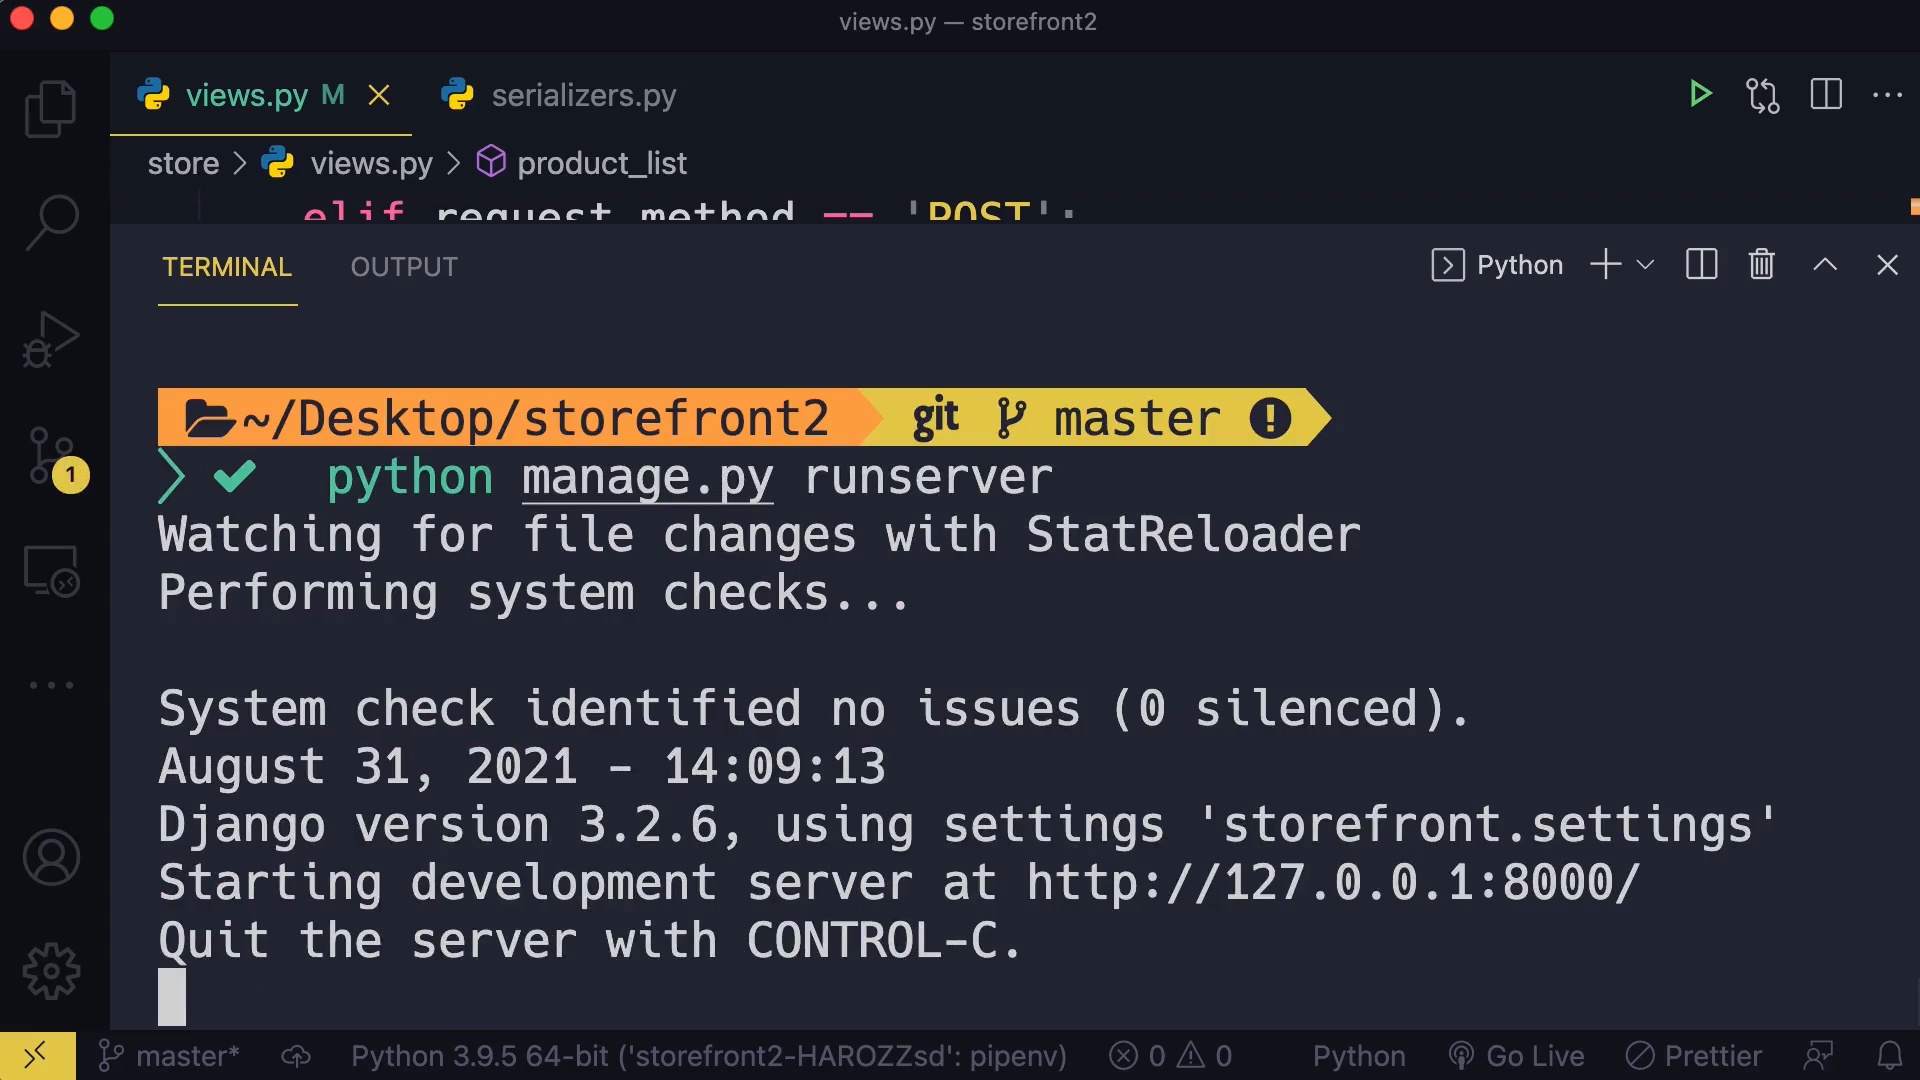 views.py — storefront2
views.py M
serializers.py
store > views.py > product_list
elif request.method == 'POST':
TERMINAL
OUTPUT
Python
~/Desktop/storefront2 git master
python manage.py runserver
Watching for file changes with StatReloader
Performing system checks...
System check identified no issues (0 silenced).
August 31, 2021 - 14:09:13
Django version 3.2.6, using settings 'storefront.settings'
Starting development server at http://127.0.0.1:8000/
Quit the server with CONTROL-C.
1
master*
Python 3.9.5 64-bit ('storefront2-HAROZZsd': pipenv)
0
0
Python
Go Live
Prettier